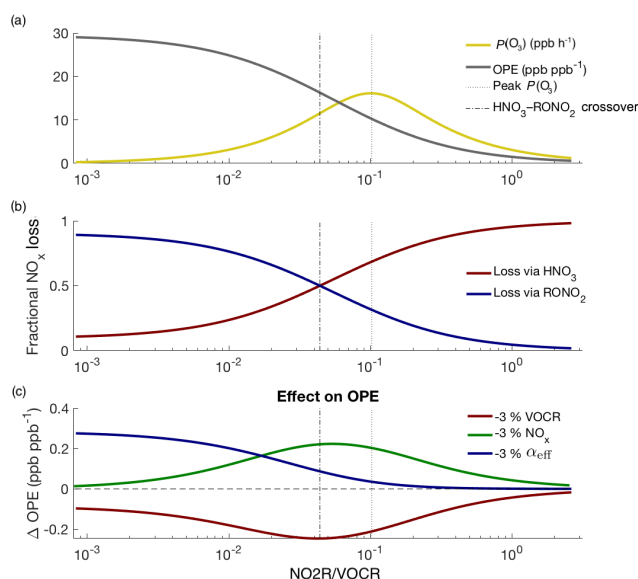 (a)
30
20
10
0
P(O₃) (ppb h⁻¹)
OPE (ppb ppb⁻¹)
Peak P(O₃)
HNO₃–RONO₂ crossover
10⁻³ 10⁻² 10⁻¹ 10⁰
(b)
Fractional NOₓ loss
1
0.5
0
Loss via HNO₃
Loss via RONO₂
10⁻³ 10⁻² 10⁻¹ 10⁰
(c)
Effect on OPE
Δ OPE (ppb ppb⁻¹)
0.4
0.2
0
-0.2
-3 % VOCR
-3 % NOₓ
-3 % α_eff
10⁻³ 10⁻² 10⁻¹ 10⁰
NO2R/VOCR